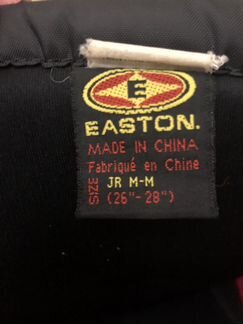 E
EASTON.
MADE IN CHINA
Fabriqué en Chine
SIZE
JR M-M
(26"-28")